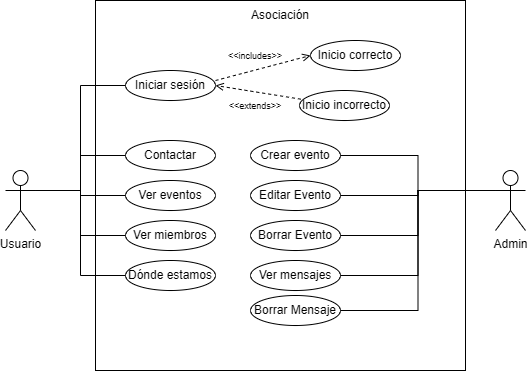 Asociación
<<includes>>
Inicio correcto
Iniciar sesión
<<extends>>
Inicio incorrecto
Contactar
Crear evento
Ver eventos
Editar Evento
Usuario
Ver miembros
Borrar Evento
Admin
Dónde estamos
Ver mensajes
Borrar Mensaje